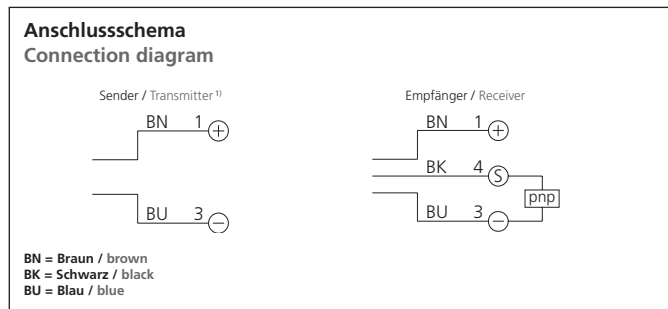 Anschlussschema
Connection diagram
Sender / Transmitter ¹⁾
BN 1 +
BU 3 −
Empfänger / Receiver
BN 1 +
BK 4 S
pnp
BU 3 −
BN = Braun / brown
BK = Schwarz / black
BU = Blau / blue